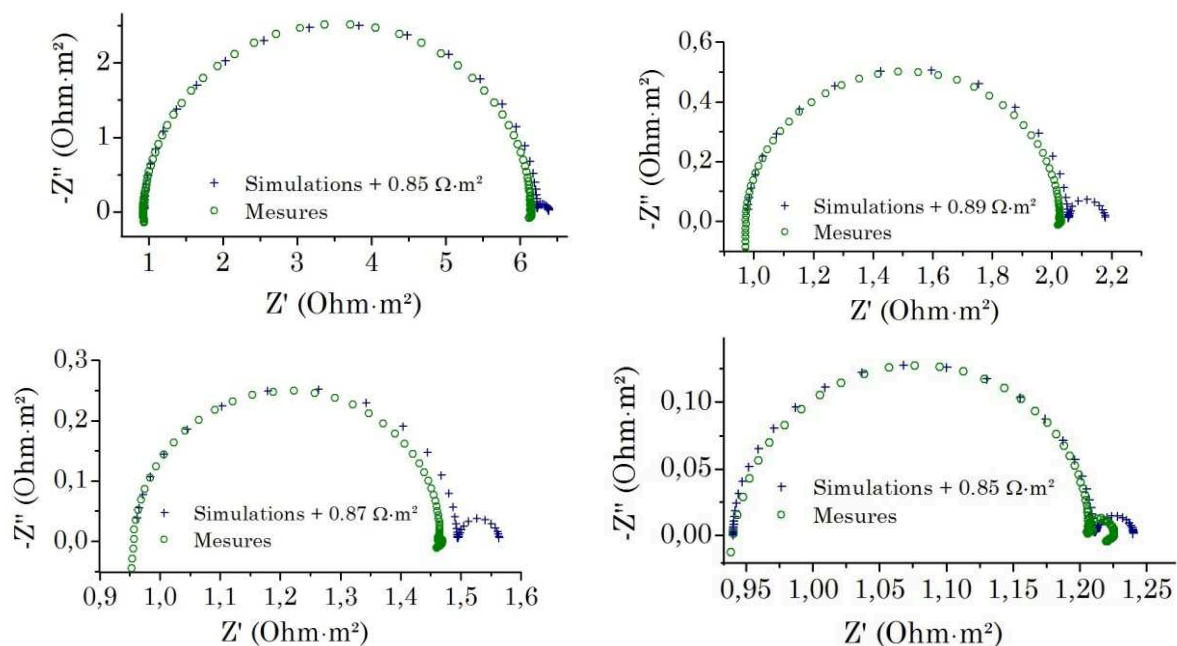 -Z'' (Ohm·m²)
2
1
0
+ Simulations + 0.85 Ω·m²
○ Mesures
1 2 3 4 5 6
Z' (Ohm·m²)
-Z'' (Ohm·m²)
0,6
0,4
0,2
0,0
+ Simulations + 0.89 Ω·m²
○ Mesures
1,0 1,2 1,4 1,6 1,8 2,0 2,2
Z' (Ohm·m²)
-Z'' (Ohm·m²)
0,3
0,2
0,1
0,0
+ Simulations + 0.87 Ω·m²
○ Mesures
0,9 1,0 1,1 1,2 1,3 1,4 1,5 1,6
Z' (Ohm·m²)
-Z'' (Ohm·m²)
0,10
0,05
0,00
+ Simulations + 0.85 Ω·m²
○ Mesures
0,95 1,00 1,05 1,10 1,15 1,20 1,25
Z' (Ohm·m²)